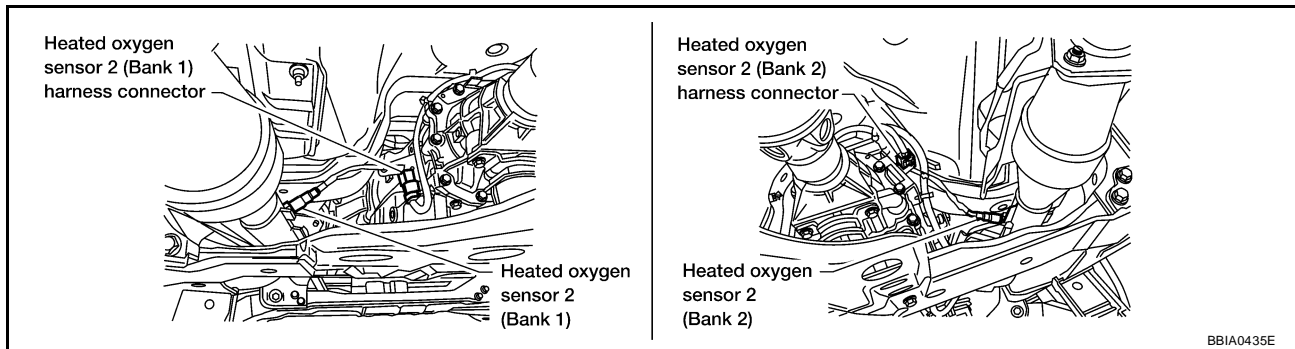 Heated oxygen
sensor 2 (Bank 1)
harness connector
Heated oxygen
sensor 2
(Bank 1)
Heated oxygen
sensor 2 (Bank 2)
harness connector
Heated oxygen
sensor 2
(Bank 2)
BBIA0435E